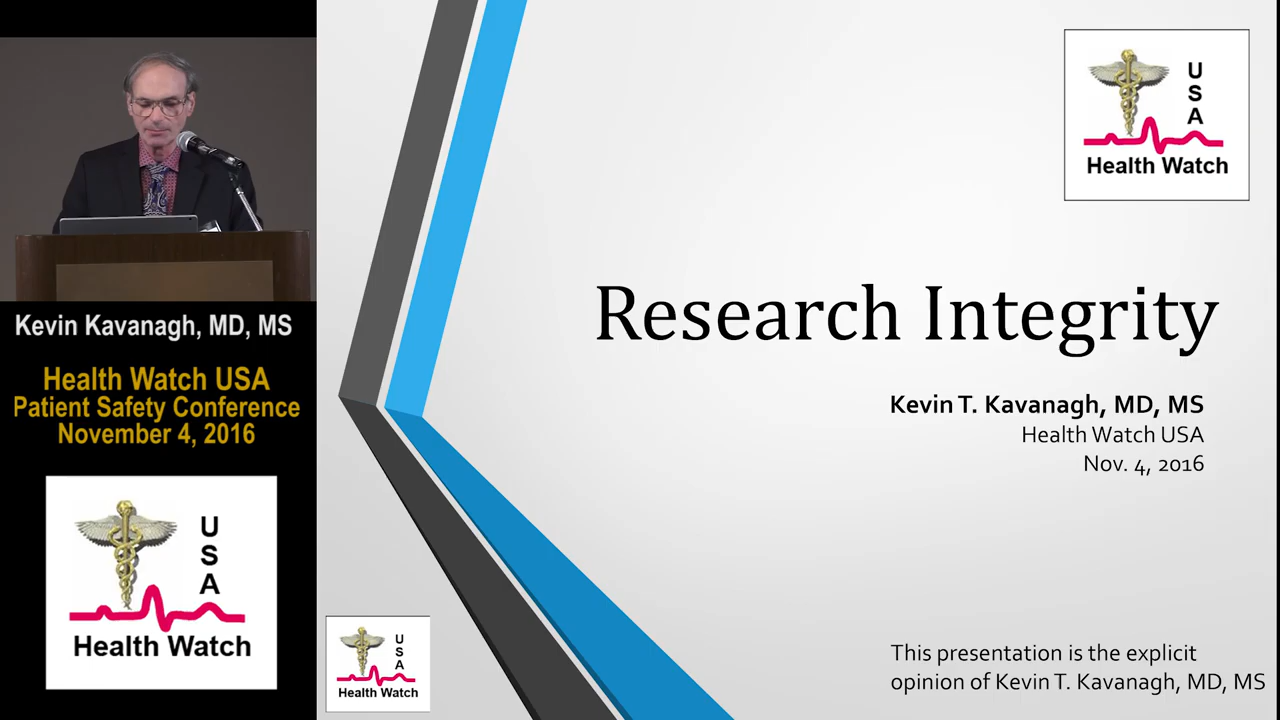 Kevin Kavanagh, MD, MS
Health Watch USA
Patient Safety Conference
November 4, 2016
USA
Health Watch
USA
Health Watch
Research Integrity
Kevin T. Kavanagh, MD, MS
Health Watch USA
Nov. 4, 2016
USA
Health Watch
This presentation is the explicit
opinion of Kevin T. Kavanagh, MD, MS